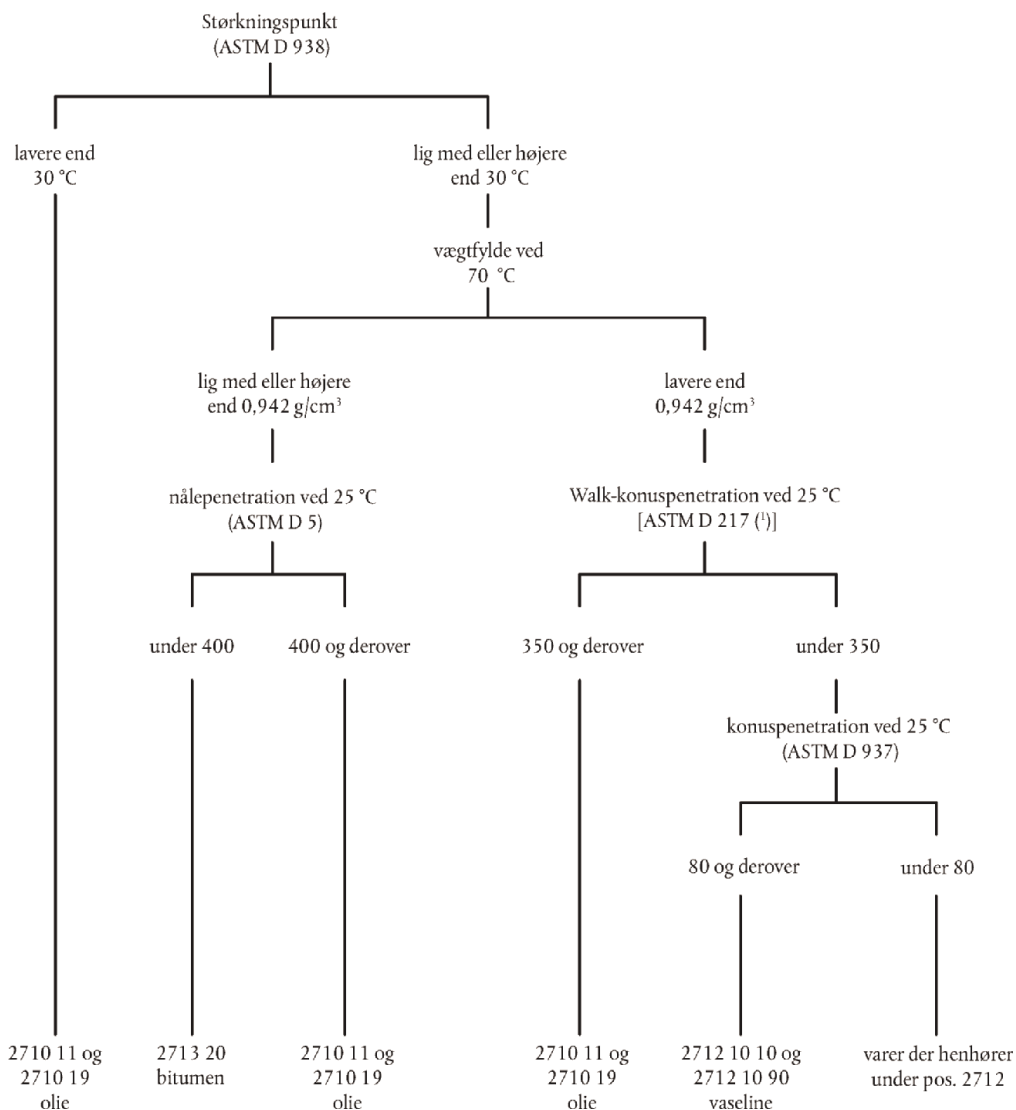 Størkningspunkt
(ASTM D 938)
lavere end
30 °C
lig med eller højere
end 30 °C
vægtfylde ved
70 °C
lig med eller højere
end 0,942 g/cm³
lavere end
0,942 g/cm³
nålepenetration ved 25 °C
(ASTM D 5)
Walk-konuspenetration ved 25 °C
[ASTM D 217 (¹)]
under 400
400 og derover
350 og derover
under 350
konuspenetration ved 25 °C
(ASTM D 937)
80 og derover
under 80
2710 11 og
2710 19
olie
2713 20
bitumen
2710 11 og
2710 19
olie
2710 11 og
2710 19
olie
2712 10 10 og
2712 10 90
vaseline
varer der henhører
under pos. 2712